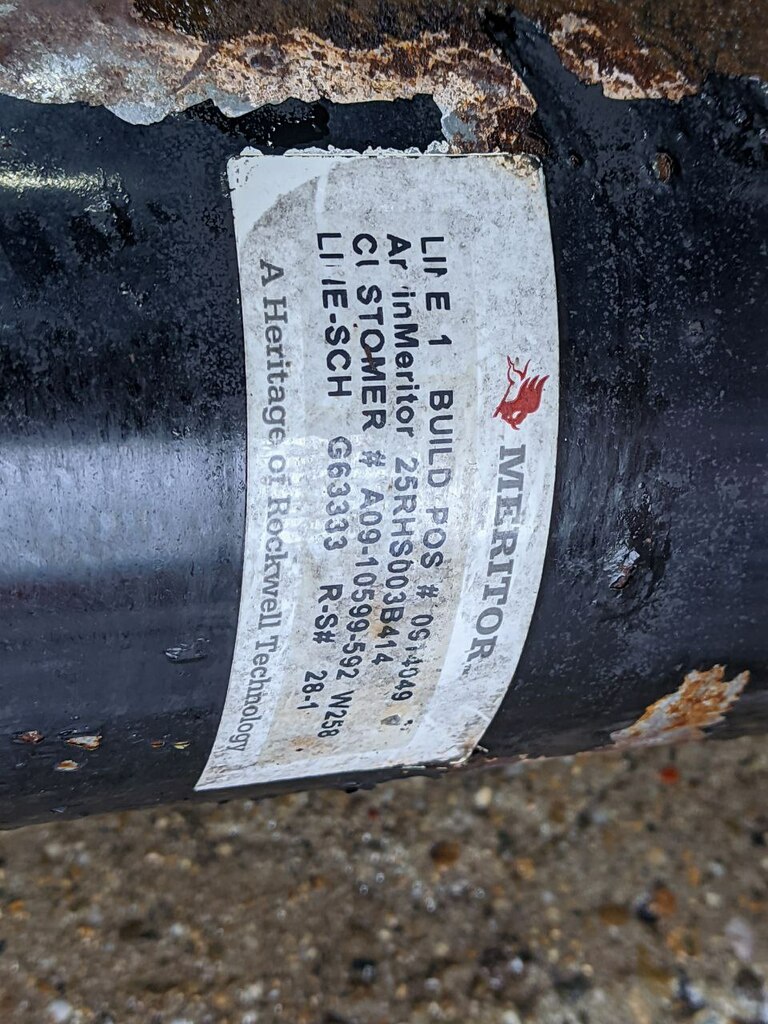 MERITOR
LINE 1 BUILD POS #
ArvinMeritor 25RHS003B414
CUSTOMER # A09-10599-592 W258
LINE-SCH G63333 R-S# 28-1
A Heritage of Rockwell Technology